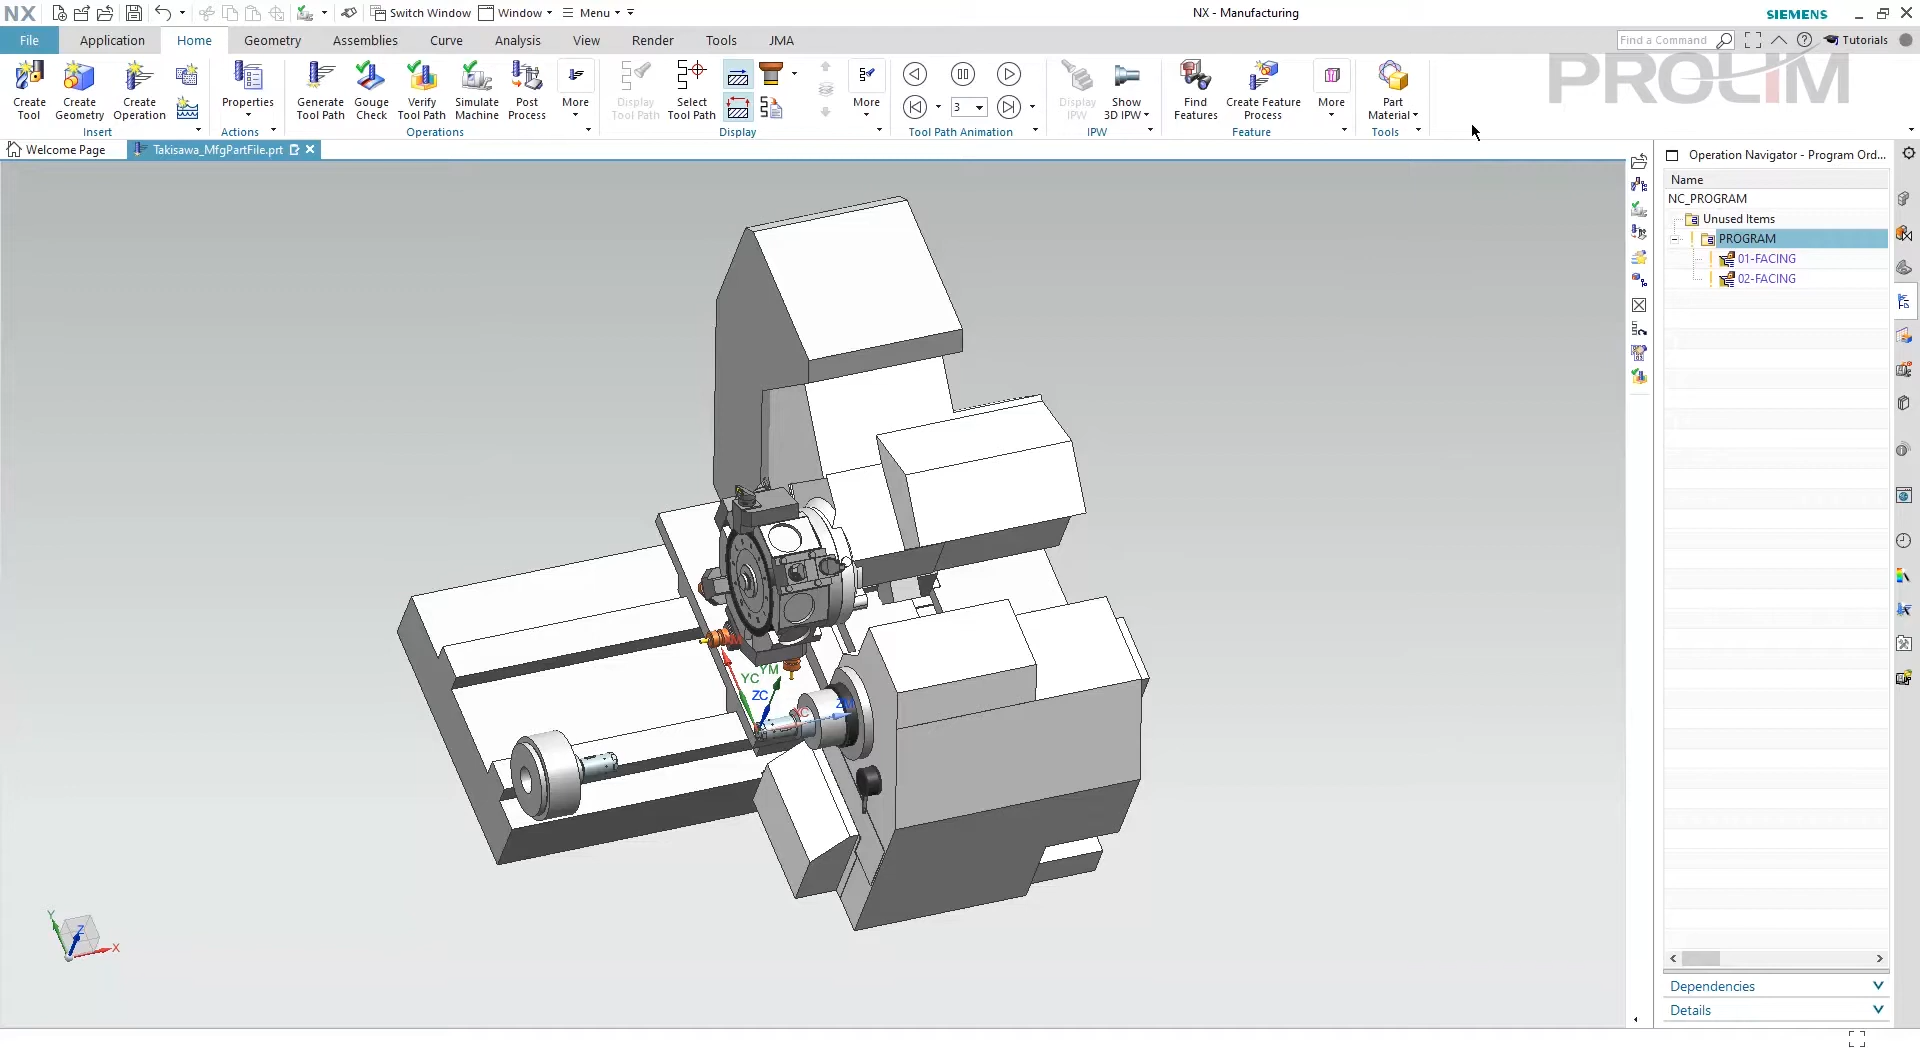 NX
Switch Window
Window
Menu
NX - Manufacturing
SIEMENS
File
Application
Home
Geometry
Assemblies
Curve
Analysis
View
Render
Tools
JMA
Find a Command
Tutorials
Create Tool
Create Geometry
Create Operation
Properties
Generate Tool Path
Gouge Check
Verify Tool Path
Simulate Machine
Post Process
More
Display Tool Path
Select Tool Path
More
3
Display IPW
Show 3D IPW
Find Features
Create Feature Process
More
Part Material
PROLIM
Insert
Actions
Operations
Display
Tool Path Animation
IPW
Feature
Tools
Welcome Page
Takisawa_MfgPartFile.prt
Operation Navigator - Program Ord...
Name
NC_PROGRAM
Unused Items
PROGRAM
01-FACING
02-FACING
YM
YC
ZC
XC
ZM
Y
Z
X
Dependencies
Details